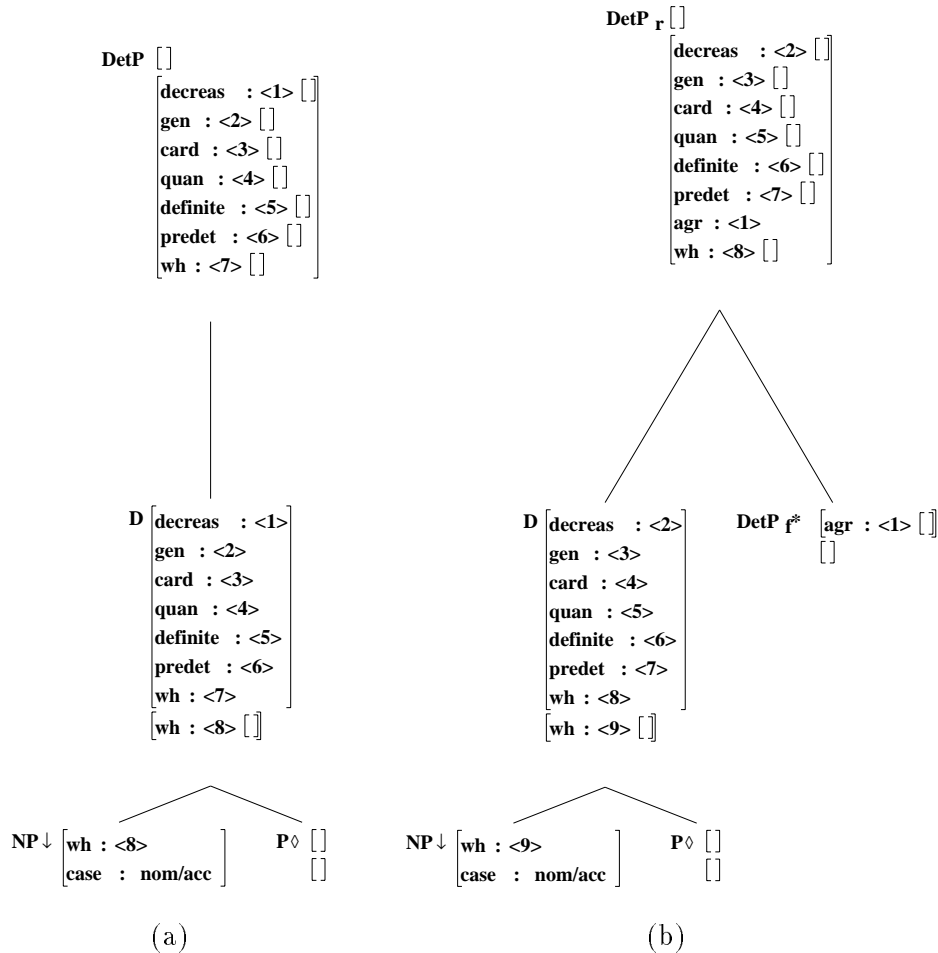 DetP []
decreas : <1> []
gen : <2> []
card : <3> []
quan : <4> []
definite : <5> []
predet : <6> []
wh : <7> []
D
decreas : <1>
gen : <2>
card : <3>
quan : <4>
definite : <5>
predet : <6>
wh : <7>
wh : <8> []
NP↓
wh : <8>
case : nom/acc
P◊ []
[]
(a)
DetP r []
decreas : <2> []
gen : <3> []
card : <4> []
quan : <5> []
definite : <6> []
predet : <7> []
agr : <1>
wh : <8> []
D
decreas : <2>
gen : <3>
card : <4>
quan : <5>
definite : <6>
predet : <7>
wh : <8>
wh : <9> []
DetP f* [agr : <1> []]
[]
NP↓
wh : <9>
case : nom/acc
P◊ []
[]
(b)